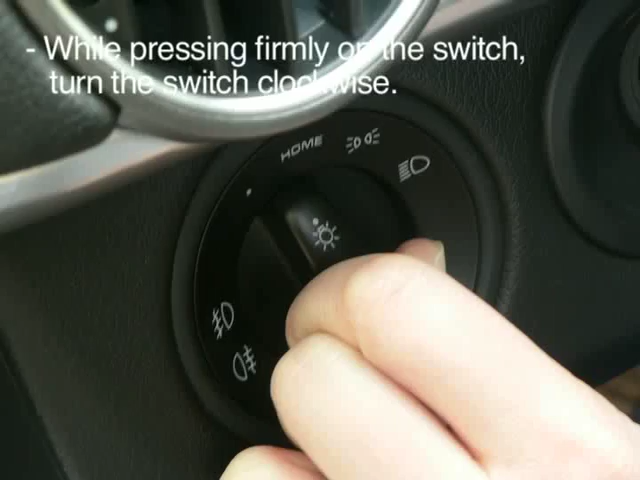 - While pressing firmly on the switch,
turn the switch clockwise.
HOME